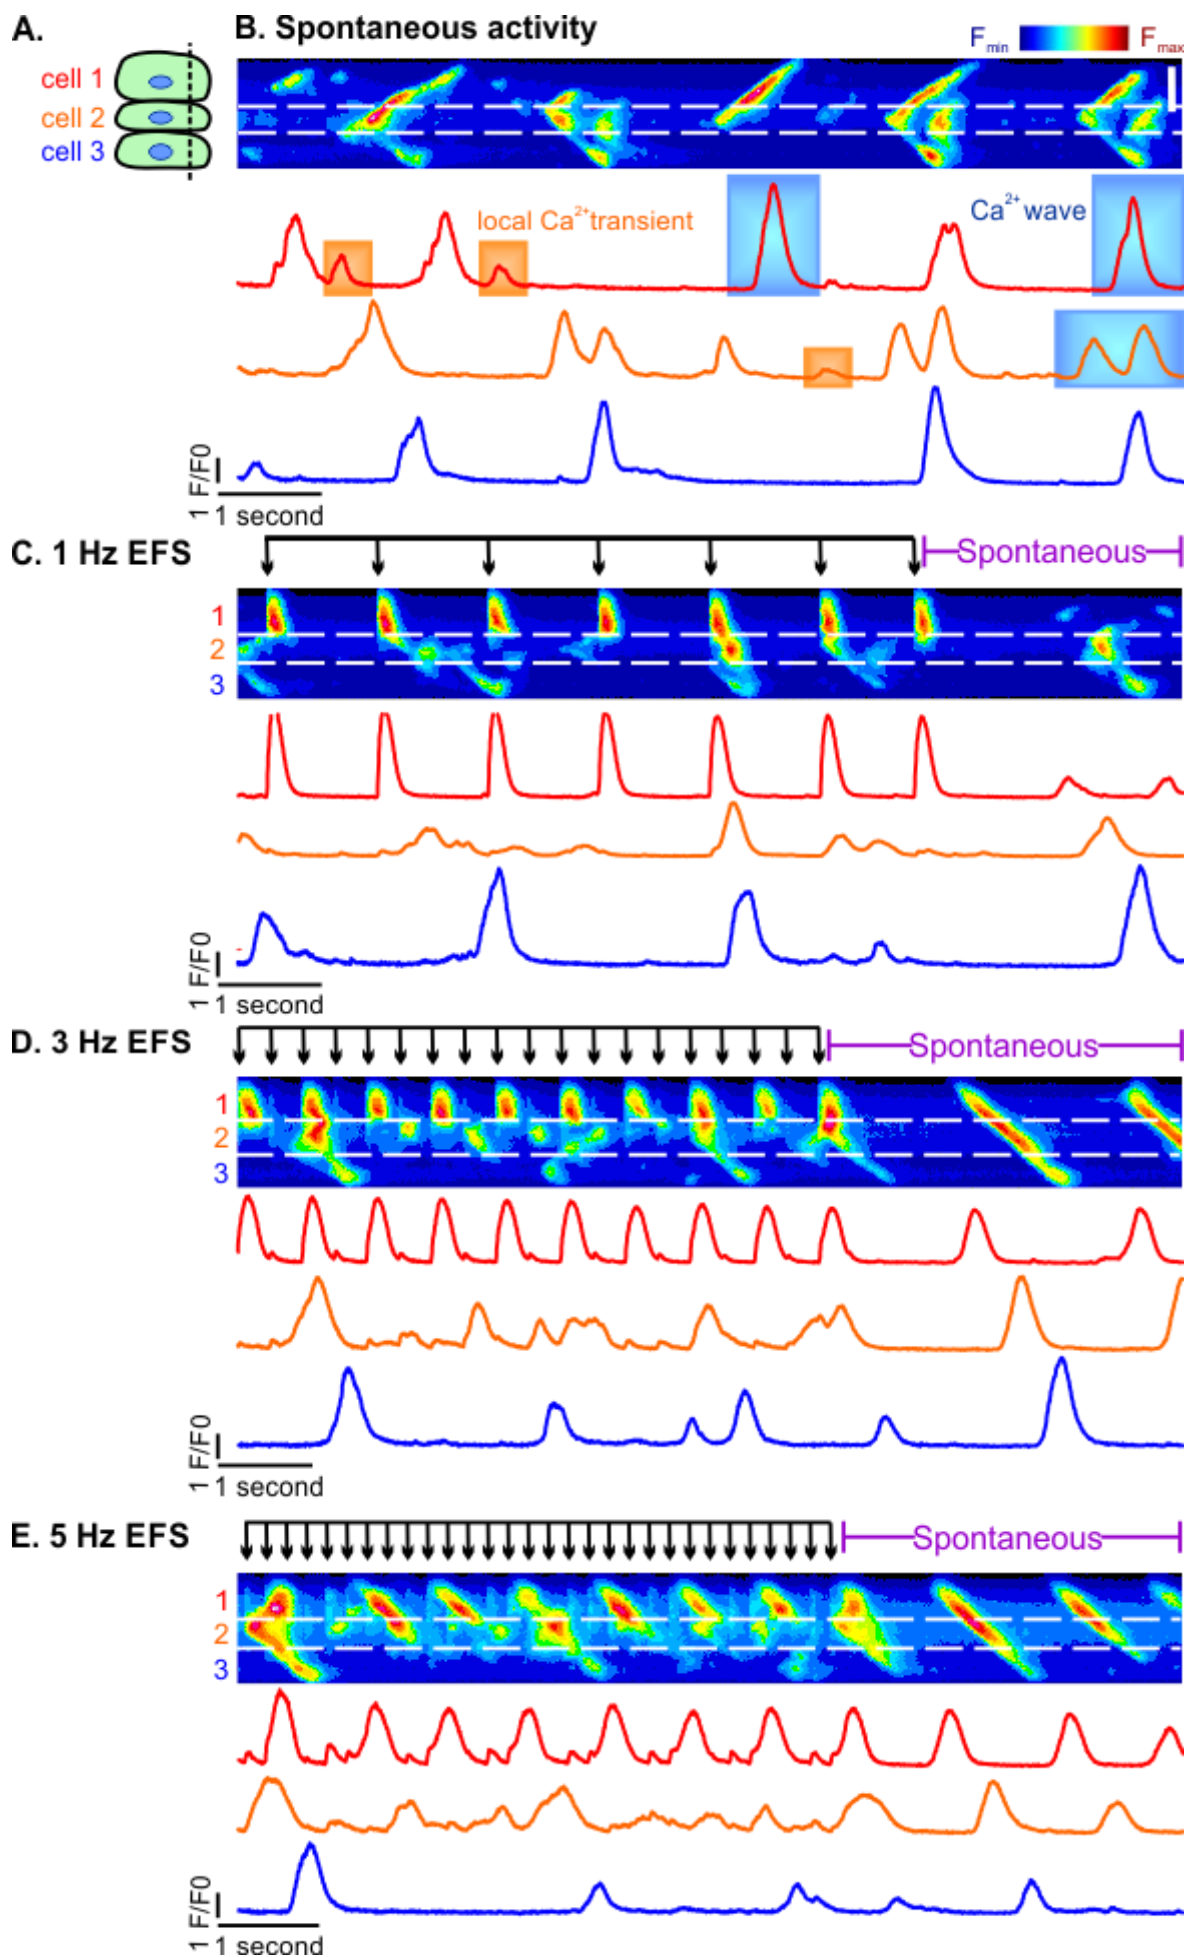 A.
B. Spontaneous activity
Fmin
Fmax
cell 1
cell 2
cell 3
local Ca2+ transient
Ca2+ wave
1 F/F0
1 second
C. 1 Hz EFS
Spontaneous
1
2
3
1 F/F0
1 second
D. 3 Hz EFS
Spontaneous
1
2
3
1 F/F0
1 second
E. 5 Hz EFS
Spontaneous
1
2
3
1 F/F0
1 second